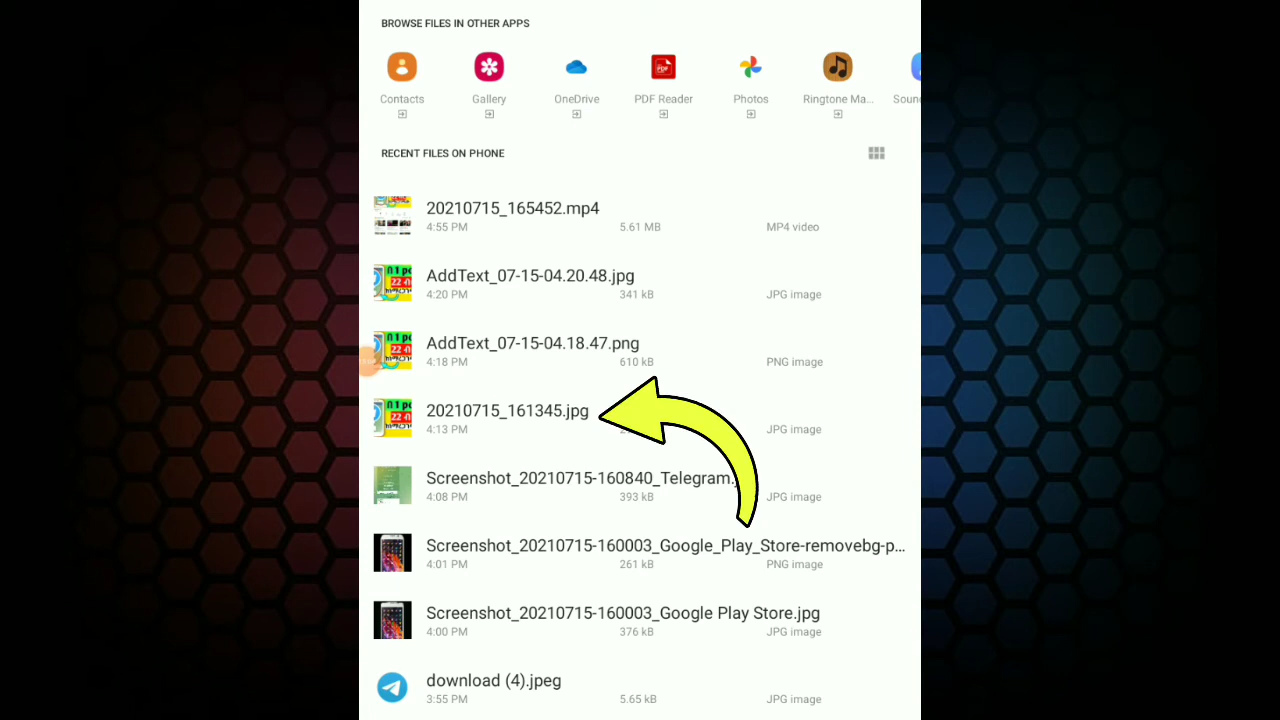 BROWSE FILES IN OTHER APPS
Contacts
Gallery
OneDrive
PDF Reader
Photos
Ringtone Ma...
Soun
RECENT FILES ON PHONE
20210715_165452.mp4
4:55 PM 5.61 MB MP4 video
AddText_07-15-04.20.48.jpg
4:20 PM 341 kB JPG image
AddText_07-15-04.18.47.png
4:18 PM 610 kB PNG image
20210715_161345.jpg
4:13 PM JPG image
Screenshot_20210715-160840_Telegram.
4:08 PM 393 kB JPG image
Screenshot_20210715-160003_Google_Play_Store-removebg-p...
4:01 PM 261 kB PNG image
Screenshot_20210715-160003_Google Play Store.jpg
4:00 PM 376 kB JPG image
download (4).jpeg
3:55 PM 5.65 kB JPG image